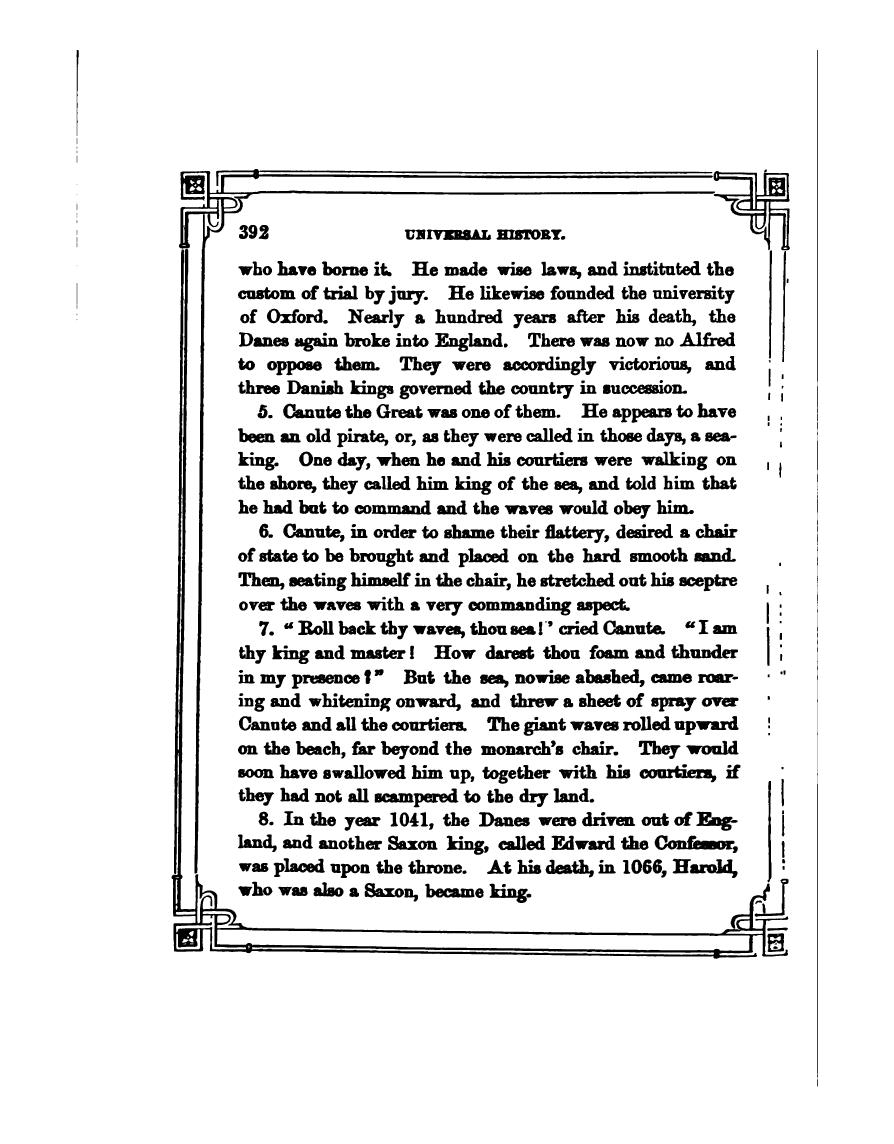 392 UNIVERSAL HISTORY.
who have borne it. He made wise laws, and instituted the
custom of trial by jury. He likewise founded the university
of Oxford. Nearly a hundred years after his death, the
Danes again broke into England. There was now no Alfred
to oppose them. They were accordingly victorious, and
three Danish kings governed the country in succession.
5. Canute the Great was one of them. He appears to have
been an old pirate, or, as they were called in those days, a sea-
king. One day, when he and his courtiers were walking on
the shore, they called him king of the sea, and told him that
he had but to command and the waves would obey him.
6. Canute, in order to shame their flattery, desired a chair
of state to be brought and placed on the hard smooth sand.
Then, seating himself in the chair, he stretched out his sceptre
over the waves with a very commanding aspect.
7. “Roll back thy waves, thou sea!” cried Canute. “I am
thy king and master! How darest thou foam and thunder
in my presence?” But the sea, nowise abashed, came roar-
ing and whitening onward, and threw a sheet of spray over
Canute and all the courtiers. The giant waves rolled upward
on the beach, far beyond the monarch's chair. They would
soon have swallowed him up, together with his courtiers, if
they had not all scampered to the dry land.
8. In the year 1041, the Danes were driven out of Eng-
land, and another Saxon king, called Edward the Confessor,
was placed upon the throne. At his death, in 1066, Harold,
who was also a Saxon, became king.